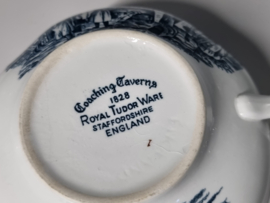 Coaching Taverns
1828
ROYAL TUDOR WARE
STAFFORDSHIRE
ENGLAND